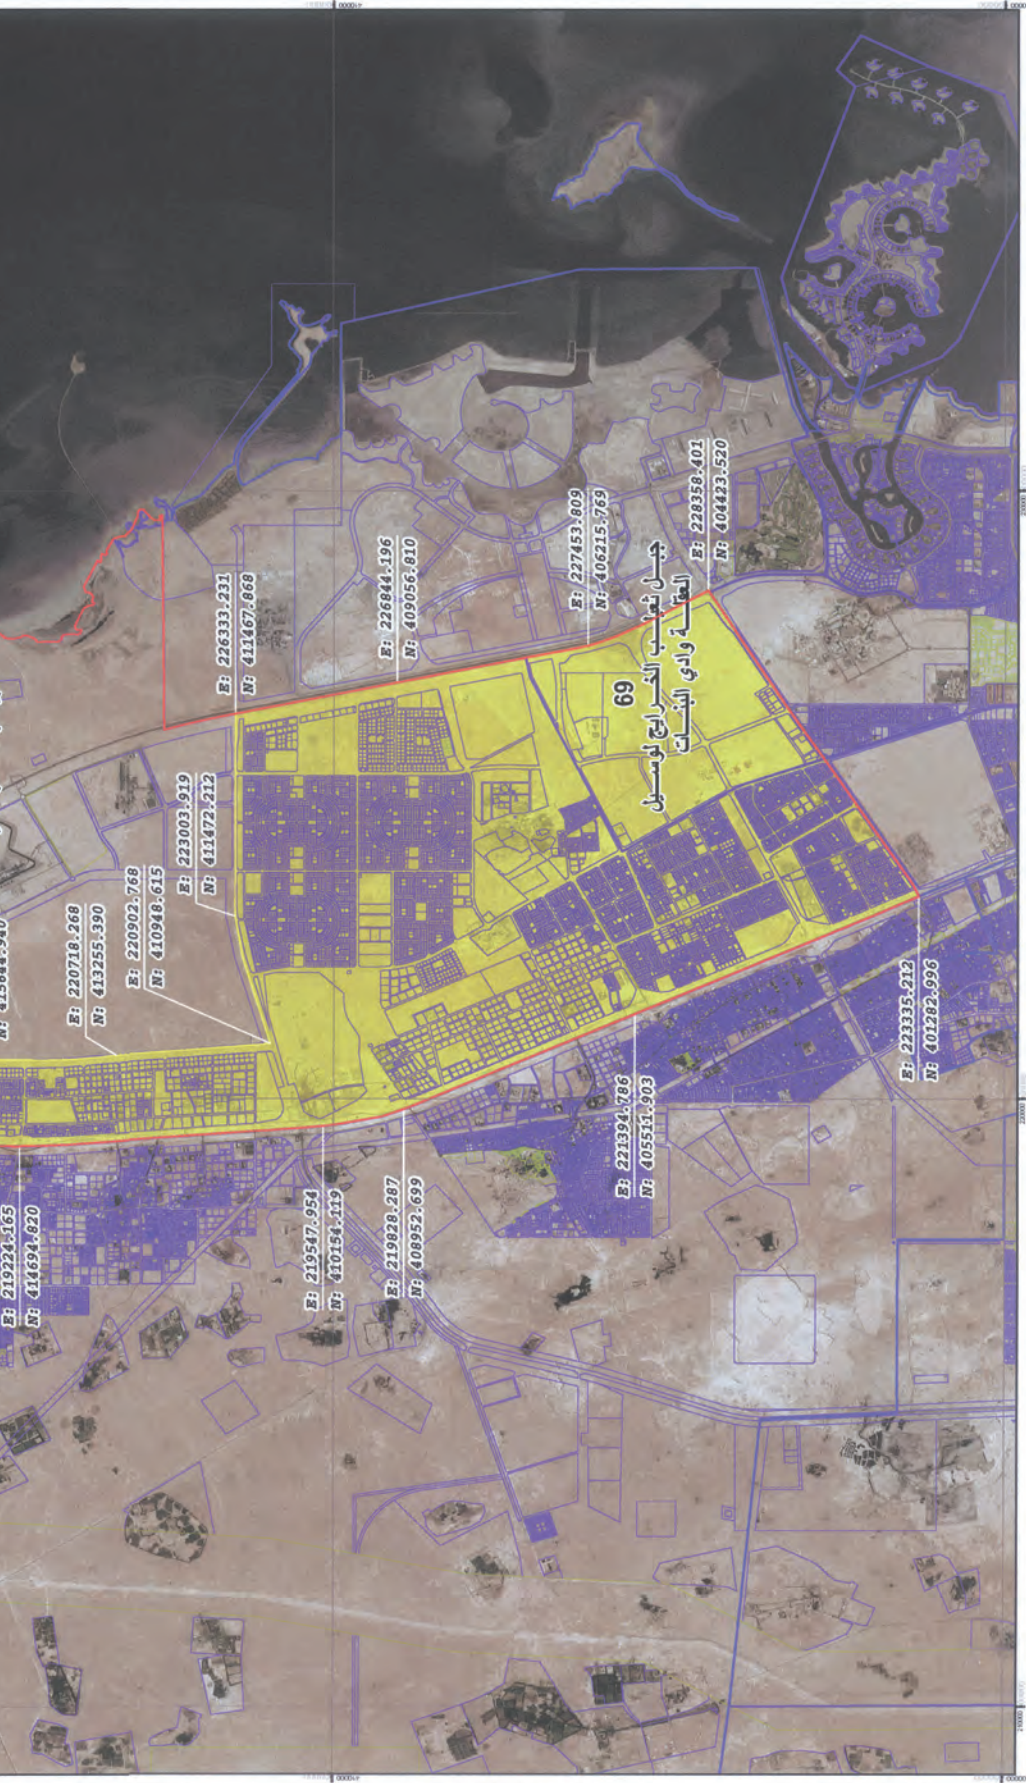 E: 226333.231
N: 411467.868
E: 226844.196
N: 409056.810
E: 227453.809
N: 406215.769
E: 228358.401
N: 404423.520
69
جبل ثعيلب الخرايج لوسيل
العقلة وادي البنات
E: 223003.919
N: 411472.212
E: 220902.768
N: 410948.615
E: 220718.268
N: 413255.390
E: 219224.165
N: 414694.820
E: 219547.954
N: 410154.119
E: 219828.287
N: 408952.699
E: 221394.786
N: 405511.903
E: 223335.212
N: 401282.996